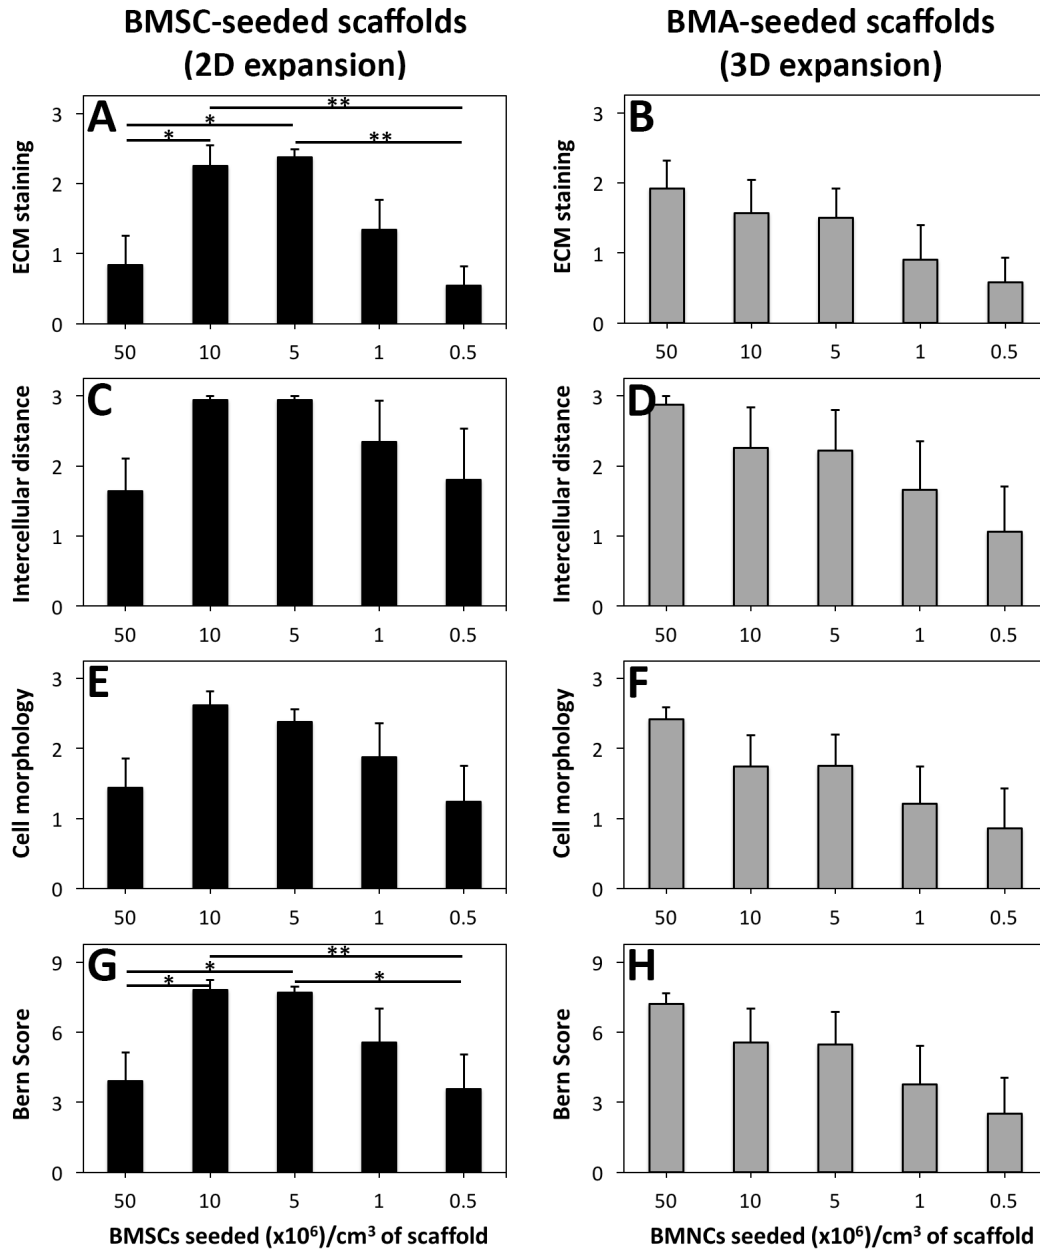 BMSC-seeded scaffolds
(2D expansion)
BMA-seeded scaffolds
(3D expansion)
A
ECM staining
3
2
1
0
**
*
*
**
50 10 5 1 0.5
B
ECM staining
3
2
1
0
50 10 5 1 0.5
C
Intercellular distance
3
2
1
0
50 10 5 1 0.5
D
Intercellular distance
3
2
1
0
50 10 5 1 0.5
E
Cell morphology
3
2
1
0
50 10 5 1 0.5
F
Cell morphology
3
2
1
0
50 10 5 1 0.5
G
Bern Score
9
6
3
0
**
*
*
*
50 10 5 1 0.5
BMSCs seeded (x10⁶)/cm³ of scaffold
H
Bern Score
9
6
3
0
50 10 5 1 0.5
BMNCs seeded (x10⁶)/cm³ of scaffold